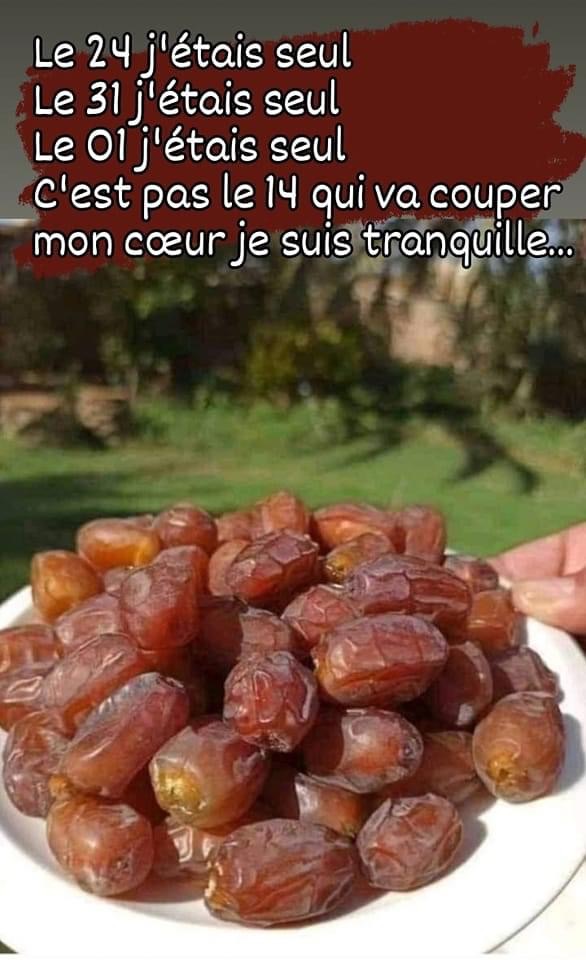 Le 24 j'étais seul
Le 31 j'étais seul
Le 01 j'étais seul
C'est pas le 14 qui va couper
mon cœur je suis tranquille...